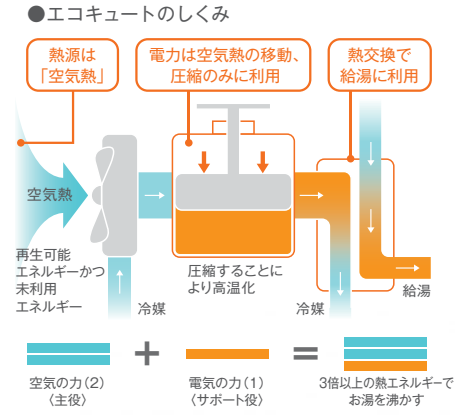 ●エコキュートのしくみ
熱源は
「空気熱」
電力は空気熱の移動、
圧縮のみに利用
熱交換で
給湯に利用
空気熱
再生可能
エネルギーかつ
未利用
エネルギー
冷媒
圧縮することに
より高温化
冷媒
給湯
+
=
空気の力(2)
〈主役〉
電気の力(1)
〈サポート役〉
3倍以上の熱エネルギーで
お湯を沸かす